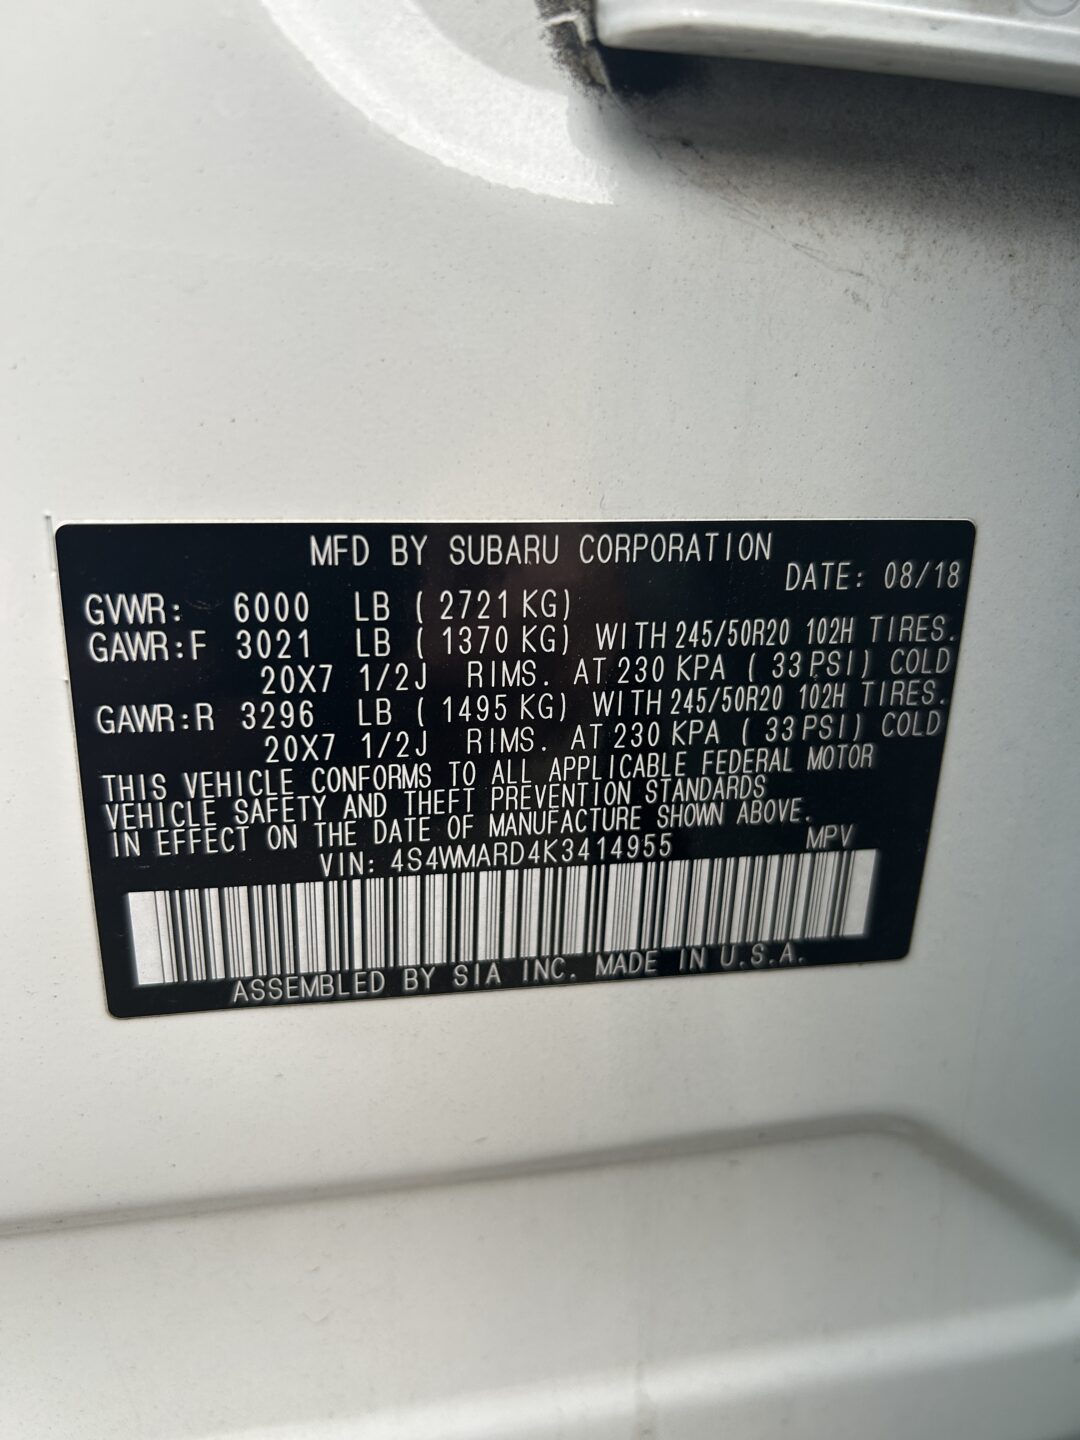 MFD BY SUBARU CORPORATION
DATE: 08/18
GVWR: 6000 LB ( 2721 KG)
GAWR:F 3021 LB ( 1370 KG) WITH 245/50R20 102H TIRES.
20X7 1/2J RIMS. AT 230 KPA ( 33 PSI) COLD
GAWR:R 3296 LB ( 1495 KG) WITH 245/50R20 102H TIRES.
20X7 1/2J RIMS. AT 230 KPA ( 33 PSI) COLD
THIS VEHICLE CONFORMS TO ALL APPLICABLE FEDERAL MOTOR
VEHICLE SAFETY AND THEFT PREVENTION STANDARDS
IN EFFECT ON THE DATE OF MANUFACTURE SHOWN ABOVE.
VIN: 4S4WMARD4K3414955 MPV
ASSEMBLED BY SIA INC. MADE IN U.S.A.